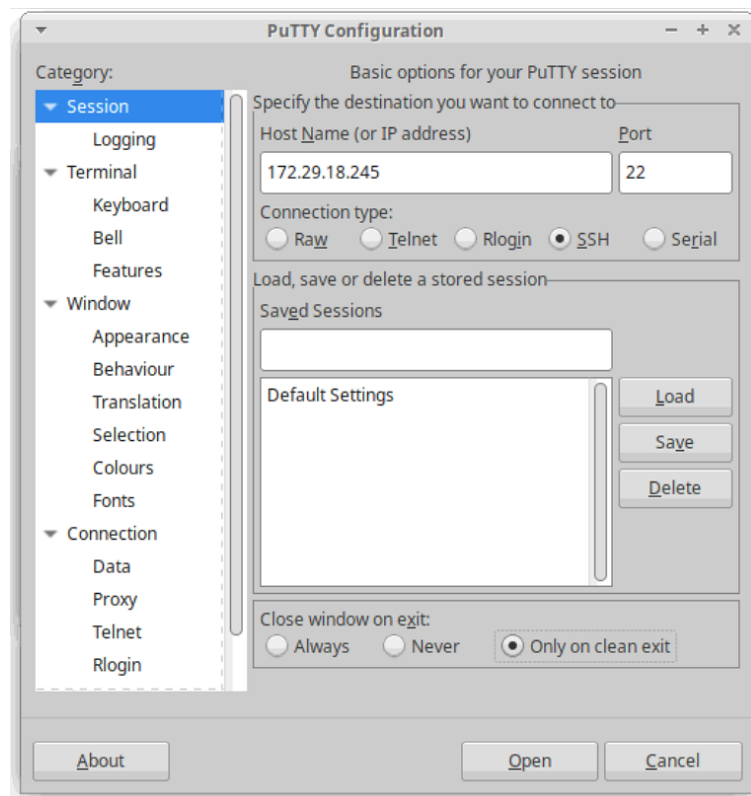 PuTTY Configuration
Category:
Session
Logging
Terminal
Keyboard
Bell
Features
Window
Appearance
Behaviour
Translation
Selection
Colours
Fonts
Connection
Data
Proxy
Telnet
Rlogin
Basic options for your PuTTY session
Specify the destination you want to connect to
Host Name (or IP address) Port
172.29.18.245 22
Connection type:
Raw Telnet Rlogin SSH Serial
Load, save or delete a stored session
Saved Sessions
Default Settings
Load
Save
Delete
Close window on exit:
Always Never Only on clean exit
About Open Cancel